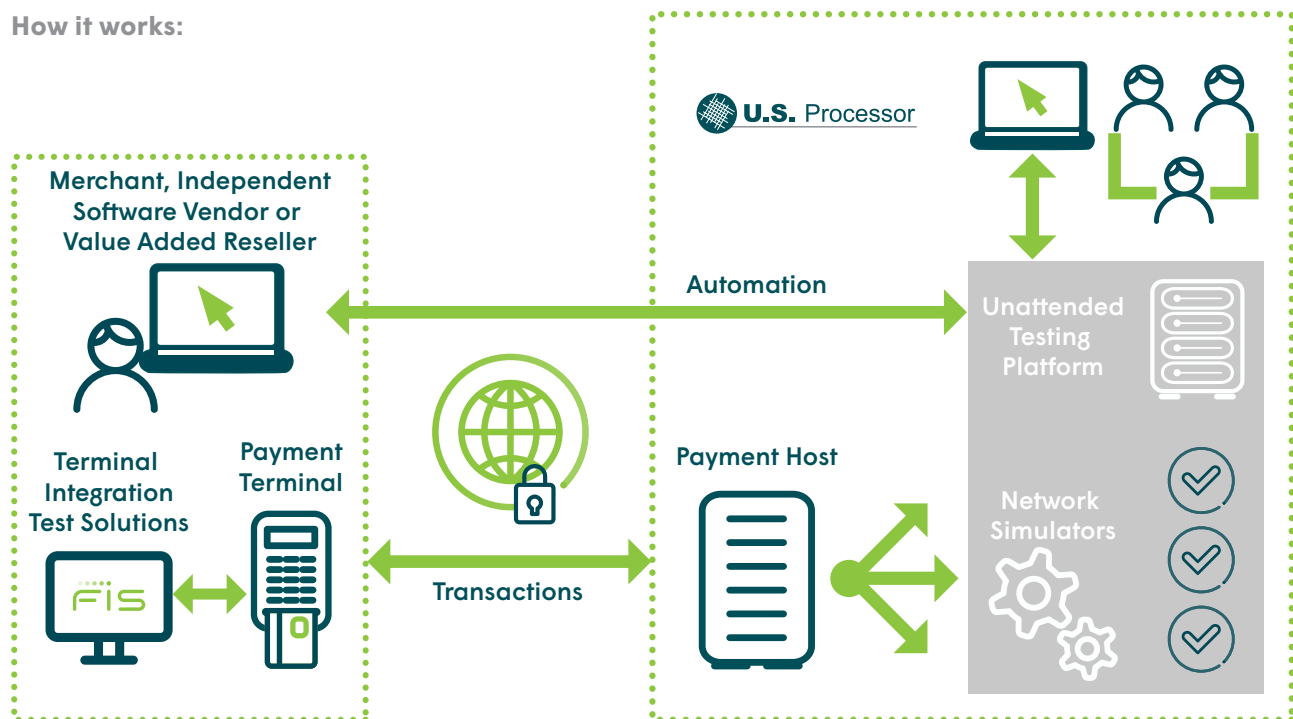 How it works:
U.S. Processor
Merchant, Independent
Software Vendor or
Value Added Reseller
Automation
Unattended
Testing
Platform
Terminal
Integration
Test Solutions
Payment
Terminal
FIS
Transactions
Payment Host
Network
Simulators